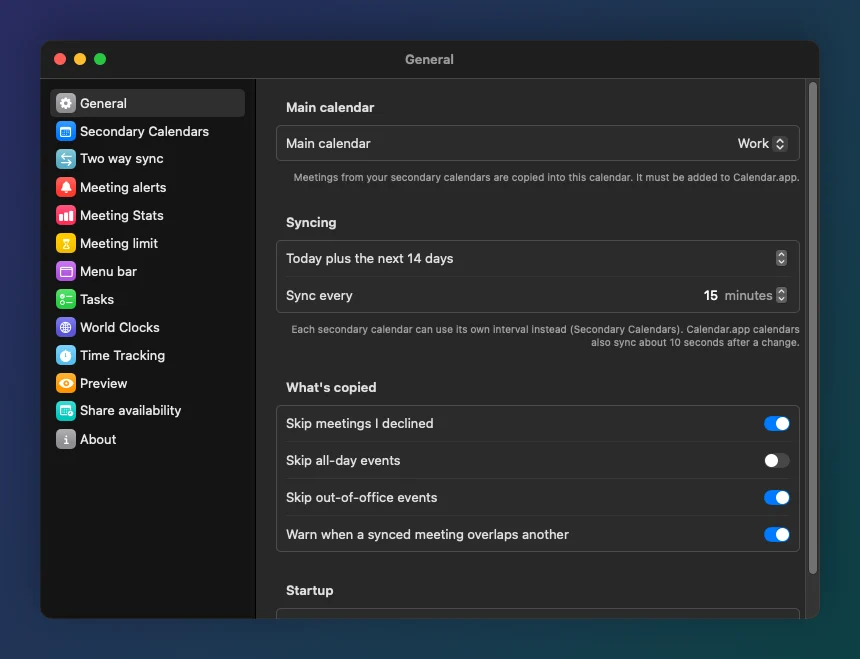 General
General
Secondary Calendars
Two way sync
Meeting alerts
Meeting Stats
Meeting limit
Menu bar
Tasks
World Clocks
Time Tracking
Preview
Share availability
About
Main calendar
Main calendar
Work
Meetings from your secondary calendars are copied into this calendar. It must be added to Calendar.app.
Syncing
Today plus the next 14 days
Sync every
15 minutes
Each secondary calendar can use its own interval instead (Secondary Calendars). Calendar.app calendars
also sync about 10 seconds after a change.
What's copied
Skip meetings I declined
Skip all-day events
Skip out-of-office events
Warn when a synced meeting overlaps another
Startup